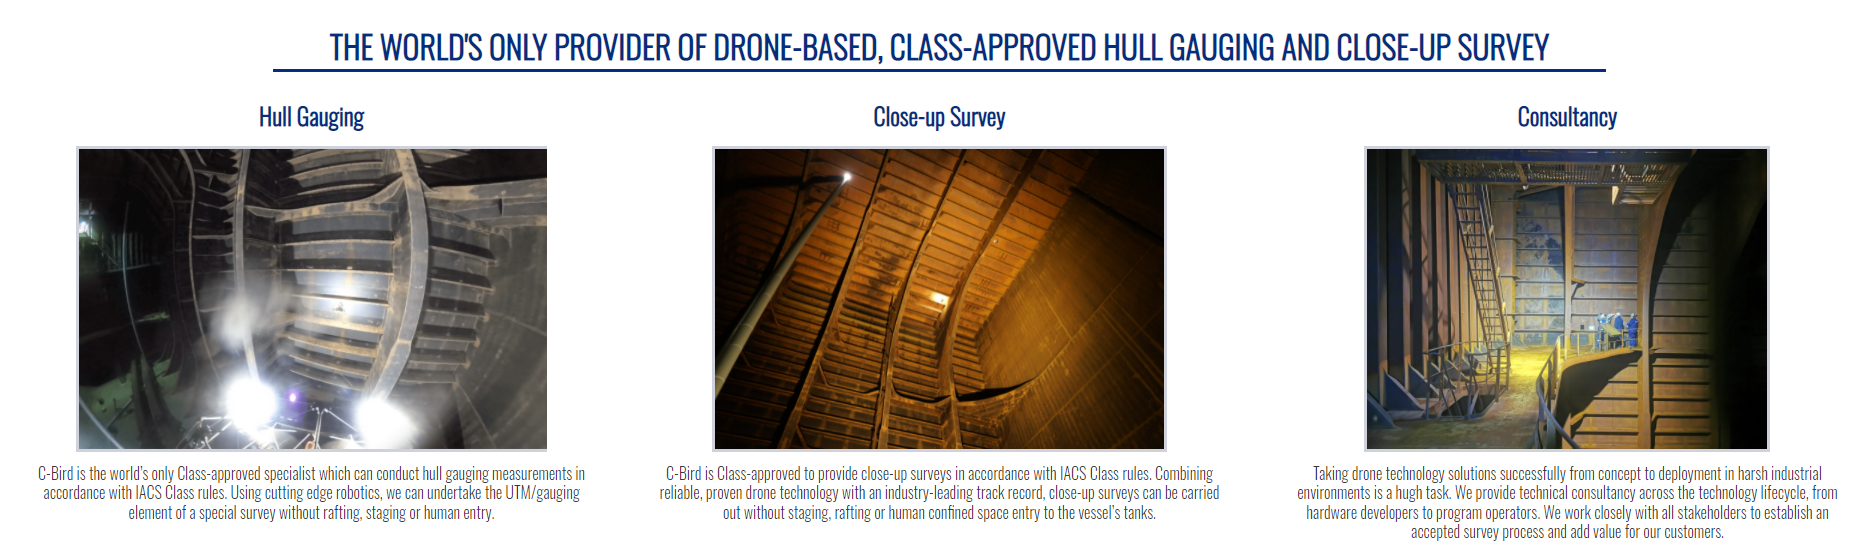 THE WORLD'S ONLY PROVIDER OF DRONE-BASED, CLASS-APPROVED HULL GAUGING AND CLOSE-UP SURVEY
Hull Gauging
C-Bird is the world's only Class-approved specialist which can conduct hull gauging measurements in
accordance with IACS Class rules. Using cutting edge robotics, we can undertake the UTM/gauging
element of a special survey without rafting, staging or human entry.
Close-up Survey
C-Bird is Class-approved to provide close-up surveys in accordance with IACS Class rules. Combining
reliable, proven drone technology with an industry-leading track record, close-up surveys can be carried
out without staging, rafting or human confined space entry to the vessel's tanks.
Consultancy
Taking drone technology solutions successfully from concept to deployment in harsh industrial
environments is a hugh task. We provide technical consultancy across the technology lifecycle, from
hardware developers to program operators. We work closely with all stakeholders to establish an
accepted survey process and add value for our customers.